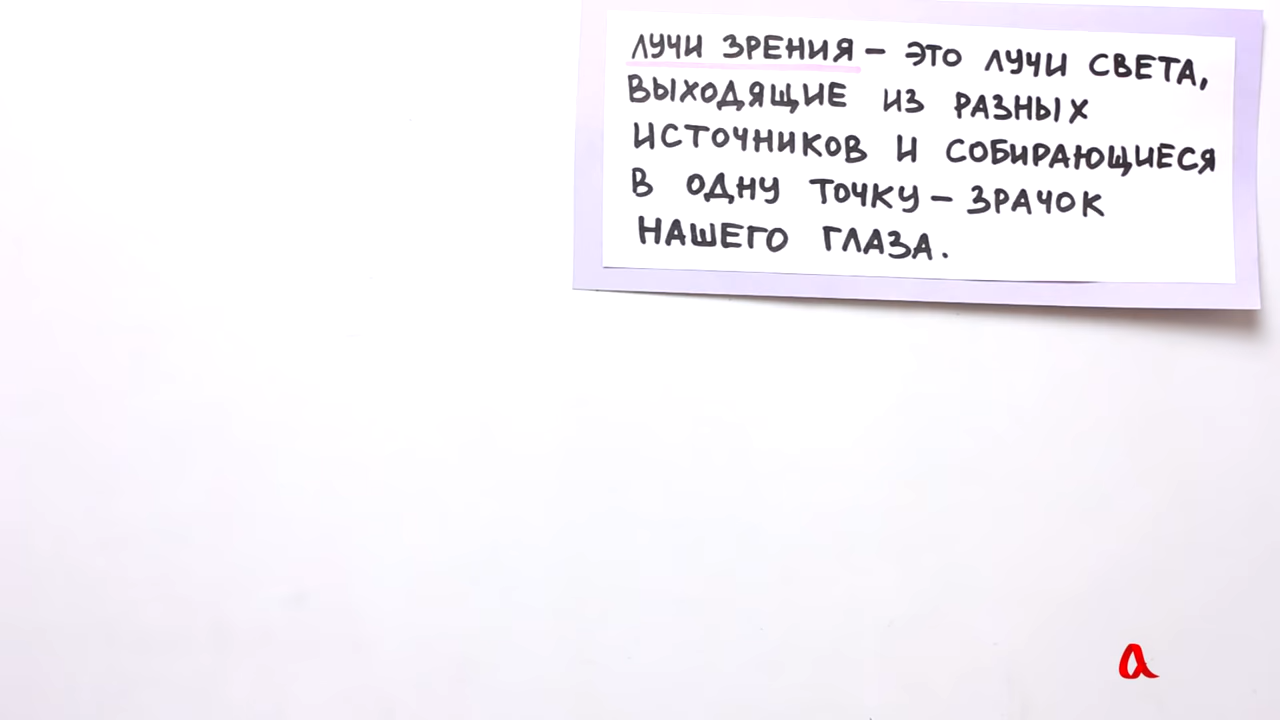 ЛУЧИ ЗРЕНИЯ – ЭТО ЛУЧИ СВЕТА,
ВЫХОДЯЩИЕ ИЗ РАЗНЫХ
ИСТОЧНИКОВ И СОБИРАЮЩИЕСЯ
В ОДНУ ТОЧКУ – ЗРАЧОК
НАШЕГО ГЛАЗА.
а